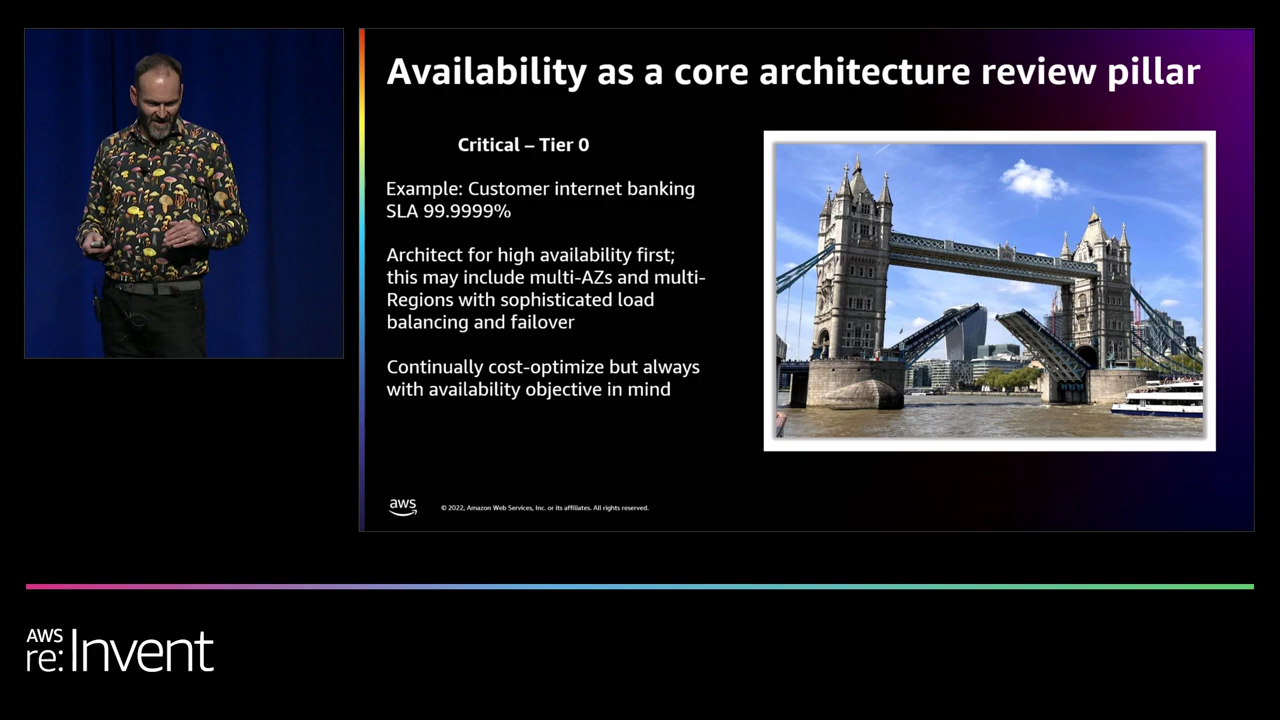 Availability as a core architecture review pillar
Critical – Tier 0
Example: Customer internet banking
SLA 99.9999%
Architect for high availability first;
this may include multi-AZs and multi-
Regions with sophisticated load
balancing and failover
Continually cost-optimize but always
with availability objective in mind
aws
© 2022, Amazon Web Services, Inc. or its affiliates. All rights reserved.
AWS
re:Invent